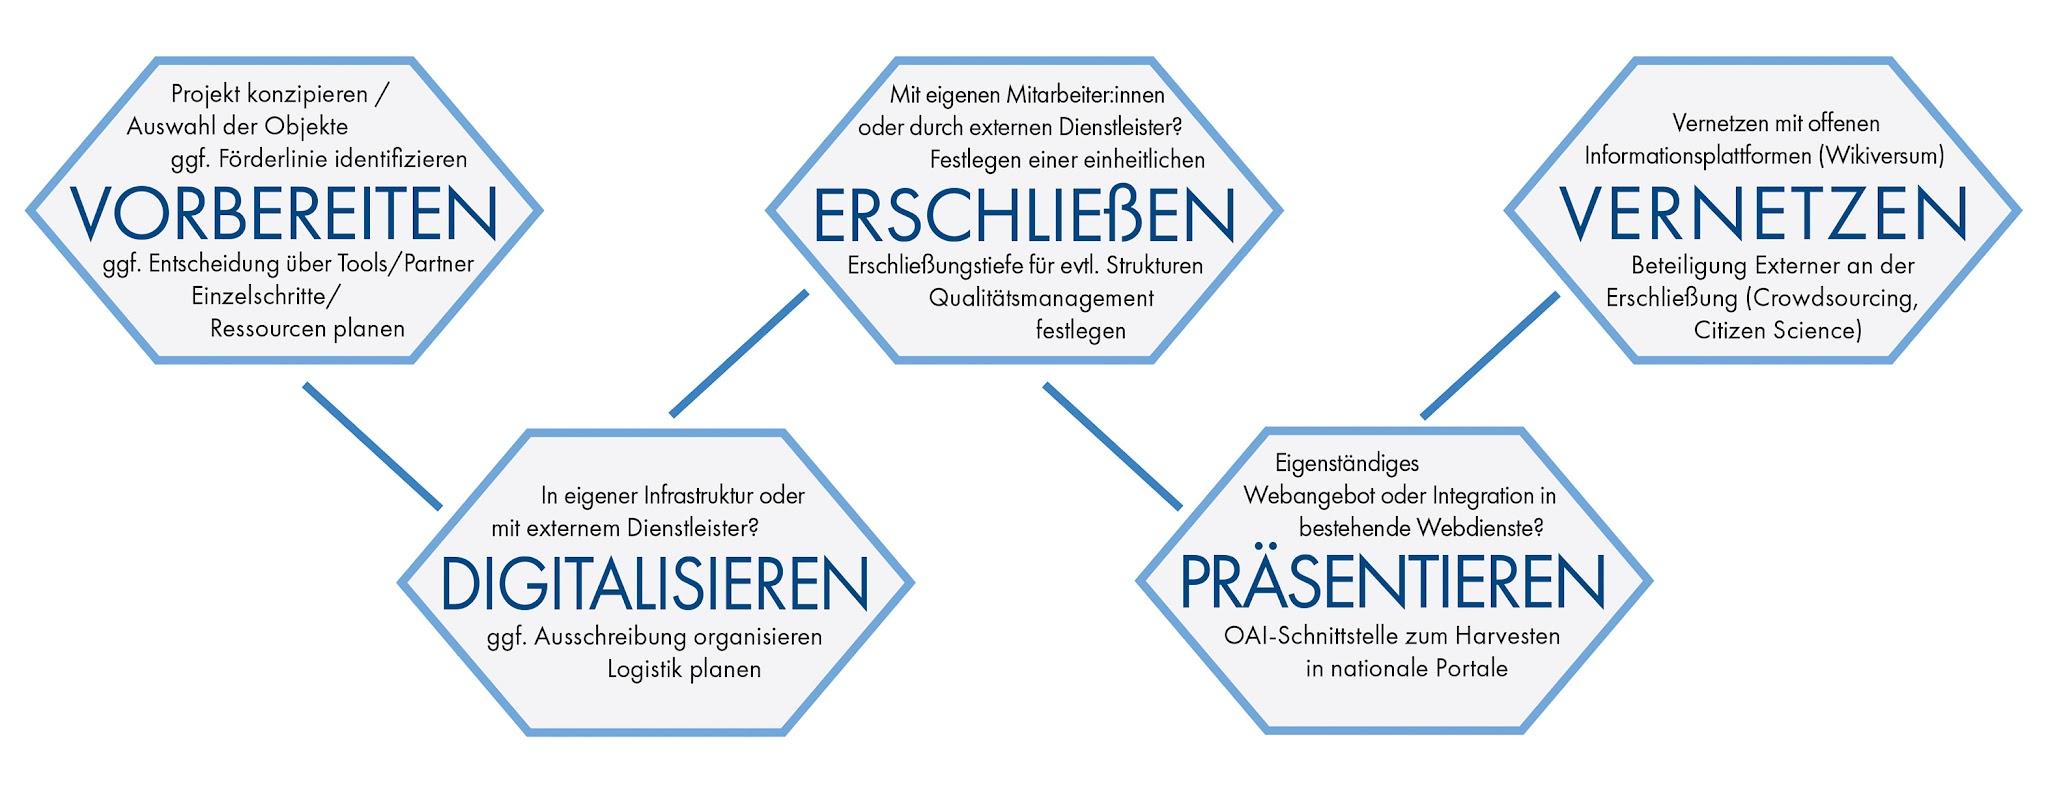 Projekt konzipieren /
Auswahl der Objekte
ggf. Förderlinie identifizieren
VORBEREITEN
ggf. Entscheidung über Tools/Partner
Einzelschritte/
Ressourcen planen
In eigener Infrastruktur oder
mit externem Dienstleister?
DIGITALISIEREN
ggf. Ausschreibung organisieren
Logistik planen
Mit eigenen Mitarbeiter:innen
oder durch externen Dienstleister?
Festlegen einer einheitlichen
ERSCHLIEßEN
Erschließungstiefe für evtl. Strukturen
Qualitätsmanagement
festlegen
Eigenständiges
Webangebot oder Integration in
bestehende Webdienste?
PRÄSENTIEREN
OAI-Schnittstelle zum Harvesten
in nationale Portale
Vernetzen mit offenen
Informationsplattformen (Wikiversum)
VERNETZEN
Beteiligung Externer an der
Erschließung (Crowdsourcing,
Citizen Science)